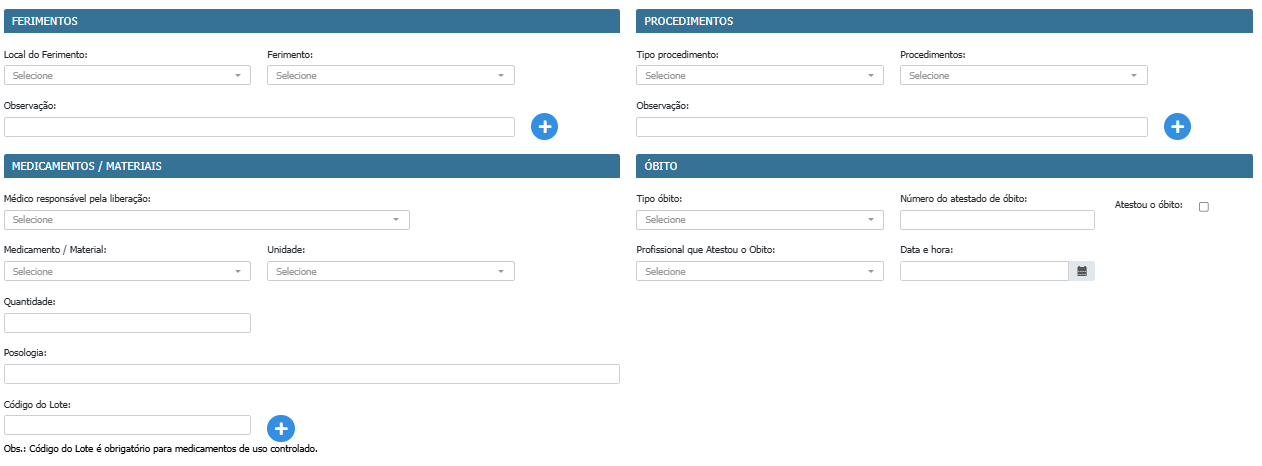 FERIMENTOS
Local do Ferimento: Ferimento:
Selecione Selecione
Observação:
PROCEDIMENTOS
Tipo procedimento: Procedimentos:
Selecione Selecione
Observação:
MEDICAMENTOS / MATERIAIS
Médico responsável pela liberação:
Selecione
Medicamento / Material: Unidade:
Selecione Selecione
Quantidade:
Posologia:
Código do Lote:
Obs.: Código do Lote é obrigatório para medicamentos de uso controlado.
ÓBITO
Tipo óbito: Número do atestado de óbito: Atestou o óbito:
Selecione
Profissional que Atestou o Obito: Data e hora:
Selecione